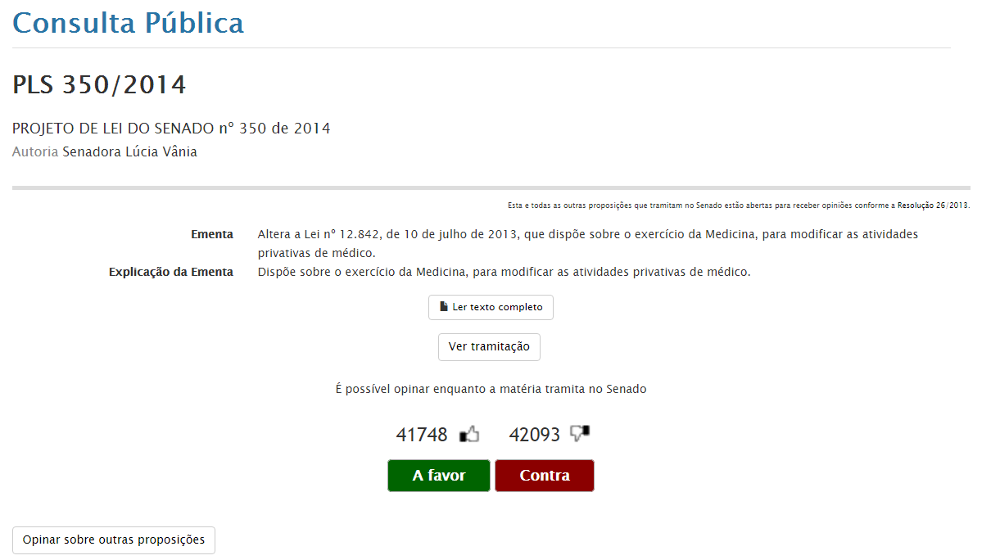 Consulta Pública
PLS 350/2014
PROJETO DE LEI DO SENADO nº 350 de 2014
Autoria Senadora Lúcia Vânia
Esta e todas as outras proposições que tramitam no Senado estão abertas para receber opiniões conforme a Resolução 26/2013.
Ementa Altera a Lei nº 12.842, de 10 de julho de 2013, que dispõe sobre o exercício da Medicina, para modificar as atividades
privativas de médico.
Explicação da Ementa Dispõe sobre o exercício da Medicina, para modificar as atividades privativas de médico.
Ler texto completo
Ver tramitação
É possível opinar enquanto a matéria tramita no Senado
41748 42093
A favor Contra
Opinar sobre outras proposições